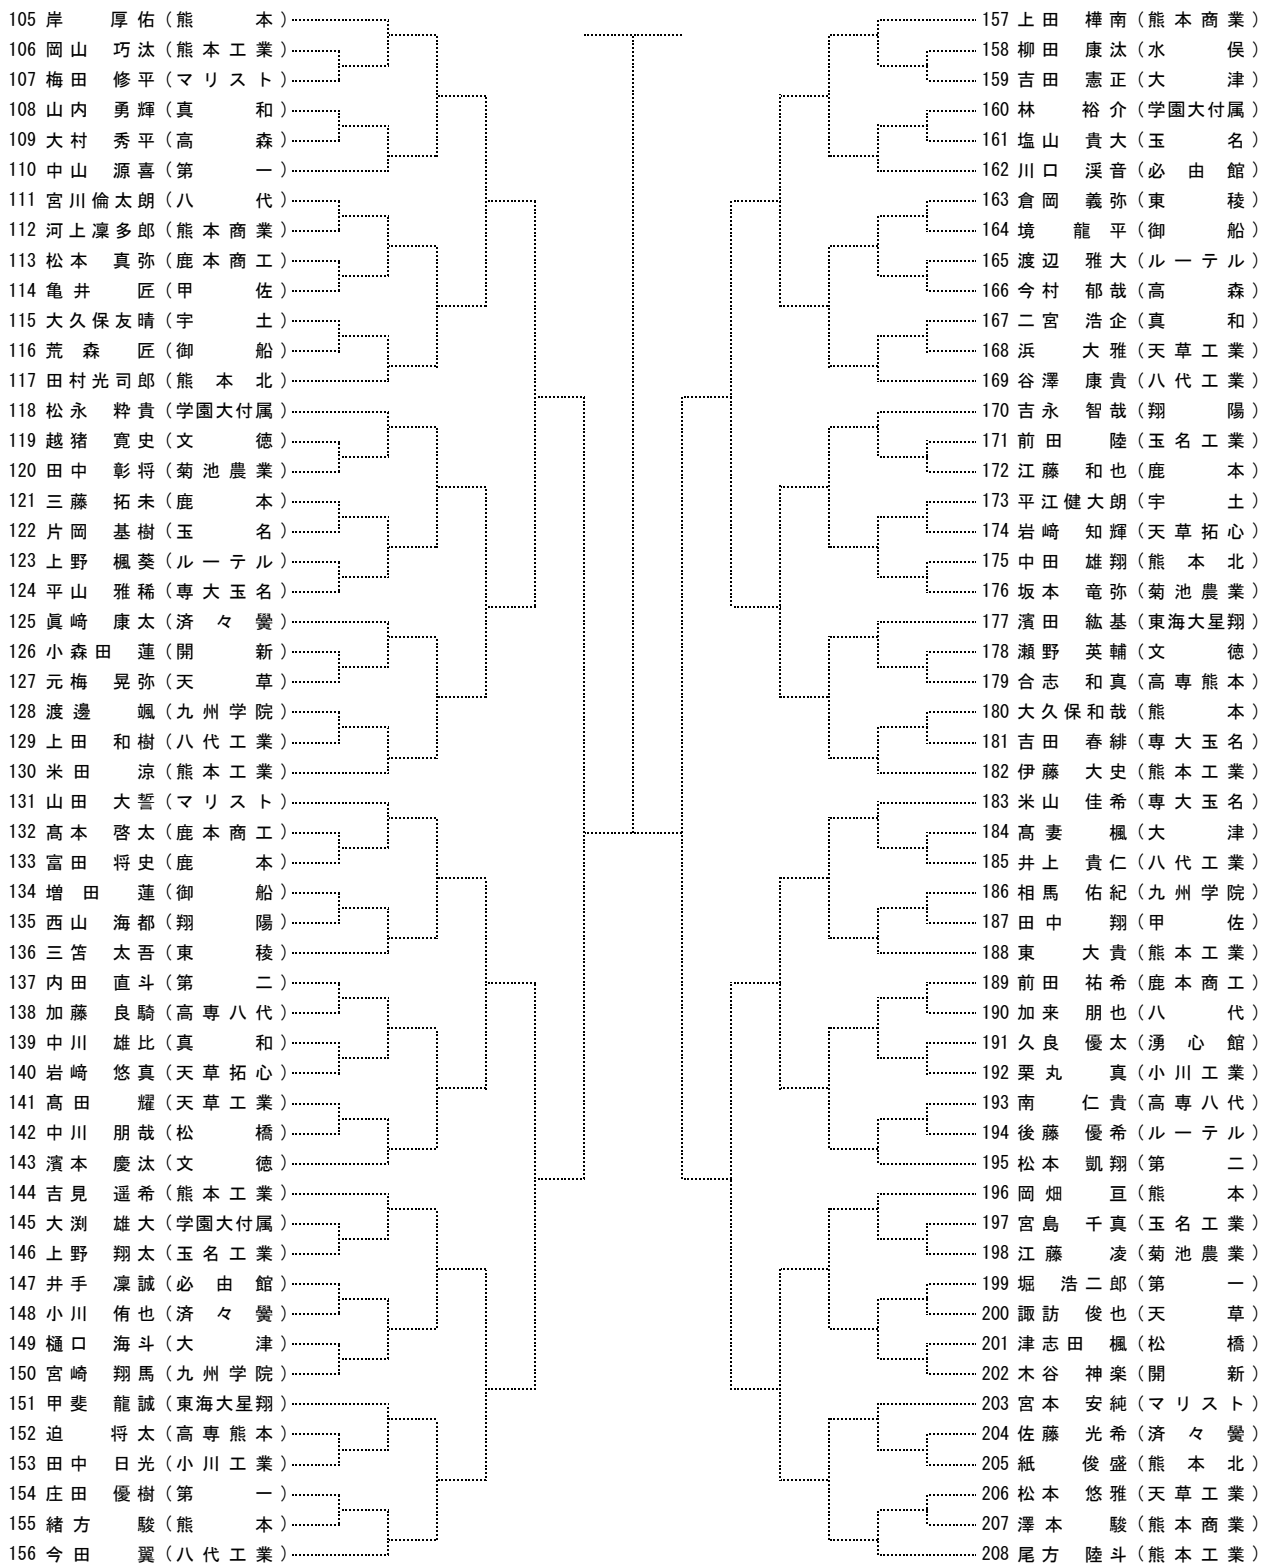 105 岸 厚佑(熊本)
106 岡山 巧汰(熊本工業)
107 梅田 修平(マリスト)
108 山内 勇輝(真和)
109 大村 秀平(高森)
110 中山 源喜(第一)
111 宮川倫太朗(八代)
112 河上凜多郎(熊本商業)
113 松本 真弥(鹿本商工)
114 亀井 匠(甲佐)
115 大久保友晴(宇土)
116 荒森 匠(御船)
117 田村光司郎(熊本北)
118 松永 粋貴(学園大付属)
119 越猪 寛史(文徳)
120 田中 彰将(菊池農業)
121 三藤 拓未(鹿本)
122 片岡 基樹(玉名)
123 上野 楓葵(ルーテル)
124 平山 雅稀(専大玉名)
125 眞﨑 康太(済々黌)
126 小森田 蓮(開新)
127 元梅 晃弥(天草)
128 渡邊 颯(九州学院)
129 上田 和樹(八代工業)
130 米田 涼(熊本工業)
131 山田 大誓(マリスト)
132 髙本 啓太(鹿本商工)
133 富田 将史(鹿本)
134 増田 蓮(御船)
135 西山 海都(翔陽)
136 三笘 太吾(東稜)
137 内田 直斗(第二)
138 加藤 良騎(高専八代)
139 中川 雄比(真和)
140 岩﨑 悠真(天草拓心)
141 髙田 耀(天草工業)
142 中川 朋哉(松橋)
143 濱本 慶汰(文徳)
144 吉見 遥希(熊本工業)
145 大渕 雄大(学園大付属)
146 上野 翔太(玉名工業)
147 井手 凜誠(必由館)
148 小川 侑也(済々黌)
149 樋口 海斗(大津)
150 宮崎 翔馬(九州学院)
151 甲斐 龍誠(東海大星翔)
152 迫 将太(高専熊本)
153 田中 日光(小川工業)
154 庄田 優樹(第一)
155 緒方 駿(熊本)
156 今田 翼(八代工業)
157 上田 樺南(熊本商業)
158 柳田 康汰(水俣)
159 吉田 憲正(大津)
160 林 裕介(学園大付属)
161 塩山 貴大(玉名)
162 川口 渓音(必由館)
163 倉岡 義弥(東稜)
164 境 龍平(御船)
165 渡辺 雅大(ルーテル)
166 今村 郁哉(高森)
167 二宮 浩企(真和)
168 浜 大雅(天草工業)
169 谷澤 康貴(八代工業)
170 吉永 智哉(翔陽)
171 前田 陸(玉名工業)
172 江藤 和也(鹿本)
173 平江健大朗(宇土)
174 岩﨑 知輝(天草拓心)
175 中田 雄翔(熊本北)
176 坂本 竜弥(菊池農業)
177 濱田 紘基(東海大星翔)
178 瀬野 英輔(文徳)
179 合志 和真(高専熊本)
180 大久保和哉(熊本)
181 吉田 春緋(専大玉名)
182 伊藤 大史(熊本工業)
183 米山 佳希(専大玉名)
184 髙妻 楓(大津)
185 井上 貴仁(八代工業)
186 相馬 佑紀(九州学院)
187 田中 翔(甲佐)
188 東 大貴(熊本工業)
189 前田 祐希(鹿本商工)
190 加来 朋也(八代)
191 久良 優太(湧心館)
192 栗丸 真(小川工業)
193 南 仁貴(高専八代)
194 後藤 優希(ルーテル)
195 松本 凱翔(第二)
196 岡畑 亘(熊本)
197 宮島 千真(玉名工業)
198 江藤 凌(菊池農業)
199 堀 浩二郎(第一)
200 諏訪 俊也(天草)
201 津志田 楓(松橋)
202 木谷 神楽(開新)
203 宮本 安純(マリスト)
204 佐藤 光希(済々黌)
205 紙 俊盛(熊本北)
206 松本 悠雅(天草工業)
207 澤本 駿(熊本商業)
208 尾方 陸斗(熊本工業)